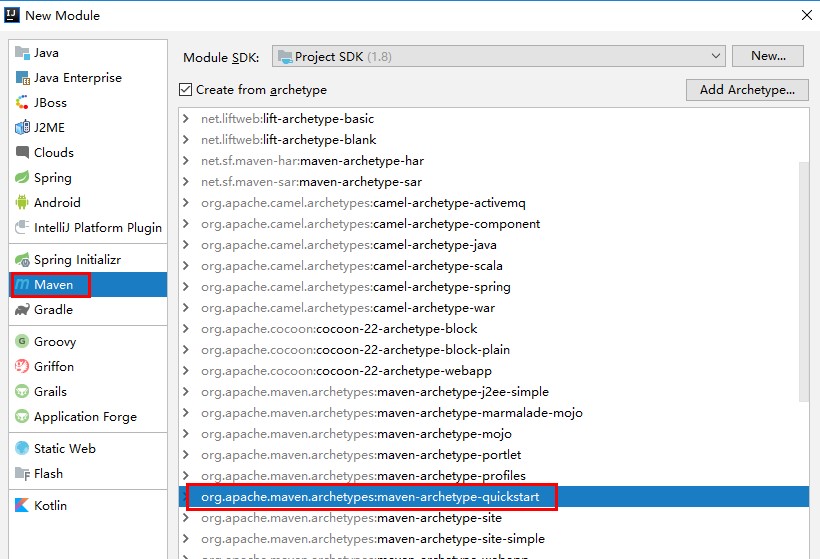 New Module
Java
Java Enterprise
JBoss
J2ME
Clouds
Spring
Android
IntelliJ Platform Plugin
Spring Initializr
Maven
Gradle
Groovy
Griffon
Grails
Application Forge
Static Web
Flash
Kotlin
Module SDK: Project SDK (1.8) New...
Create from archetype Add Archetype...
net.liftweb:lift-archetype-basic
net.liftweb:lift-archetype-blank
net.sf.maven-har:maven-archetype-har
net.sf.maven-sar:maven-archetype-sar
org.apache.camel.archetypes:camel-archetype-activemq
org.apache.camel.archetypes:camel-archetype-component
org.apache.camel.archetypes:camel-archetype-java
org.apache.camel.archetypes:camel-archetype-scala
org.apache.camel.archetypes:camel-archetype-spring
org.apache.camel.archetypes:camel-archetype-war
org.apache.cocoon:cocoon-22-archetype-block
org.apache.cocoon:cocoon-22-archetype-block-plain
org.apache.cocoon:cocoon-22-archetype-webapp
org.apache.maven.archetypes:maven-archetype-j2ee-simple
org.apache.maven.archetypes:maven-archetype-marmalade-mojo
org.apache.maven.archetypes:maven-archetype-mojo
org.apache.maven.archetypes:maven-archetype-portlet
org.apache.maven.archetypes:maven-archetype-profiles
org.apache.maven.archetypes:maven-archetype-quickstart
org.apache.maven.archetypes:maven-archetype-site
org.apache.maven.archetypes:maven-archetype-site-simple
org.apache.maven.archetypes:maven-archetype-webapp